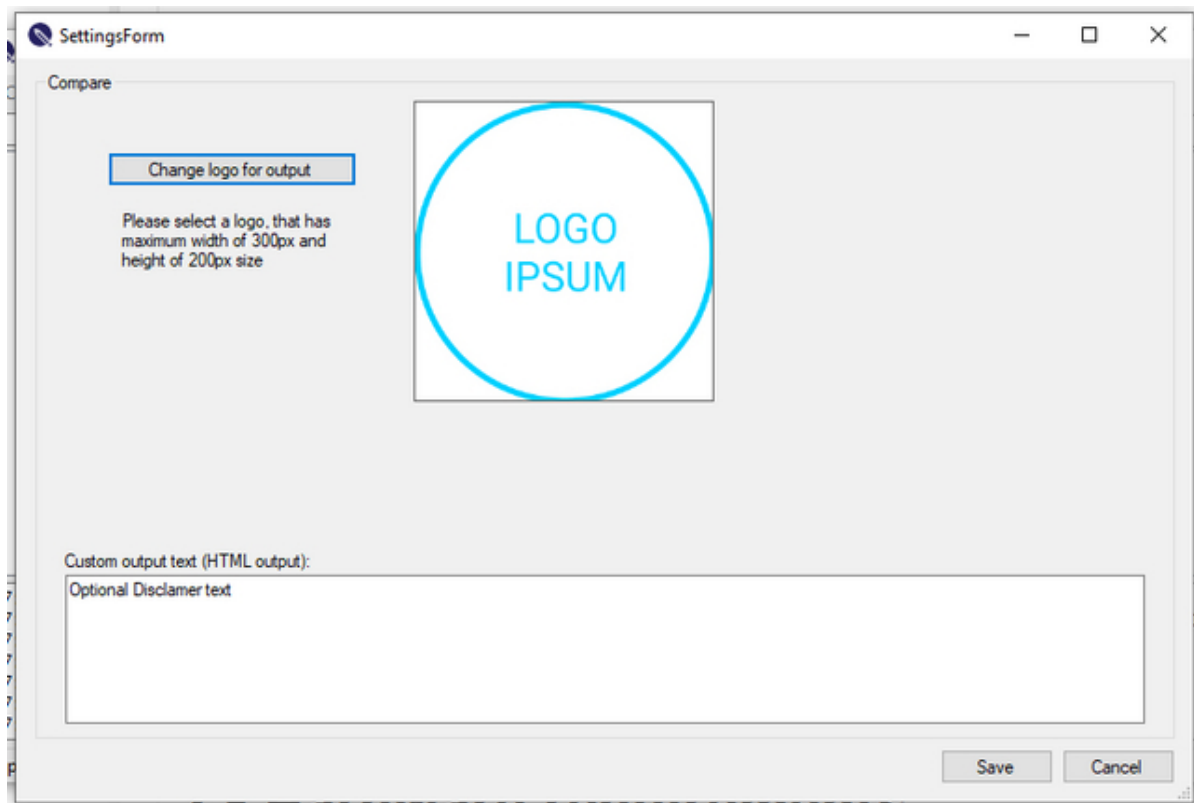 SettingsForm
Compare
Change logo for output
Please select a logo, that has
maximum width of 300px and
height of 200px size
LOGO
IPSUM
Custom output text (HTML output):
Optional Disclamer text
Save
Cancel